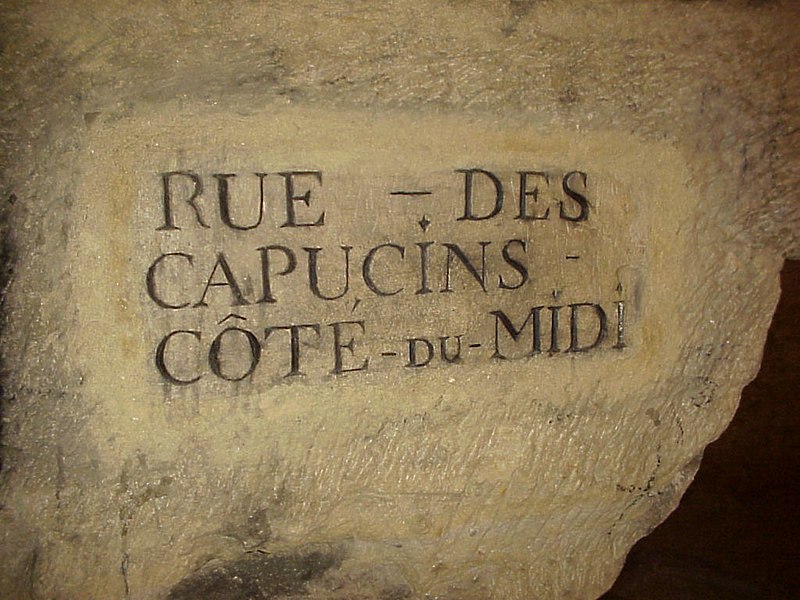 RUE - DES
CAPUCINS -
CÔTÉ - DU - MIDI